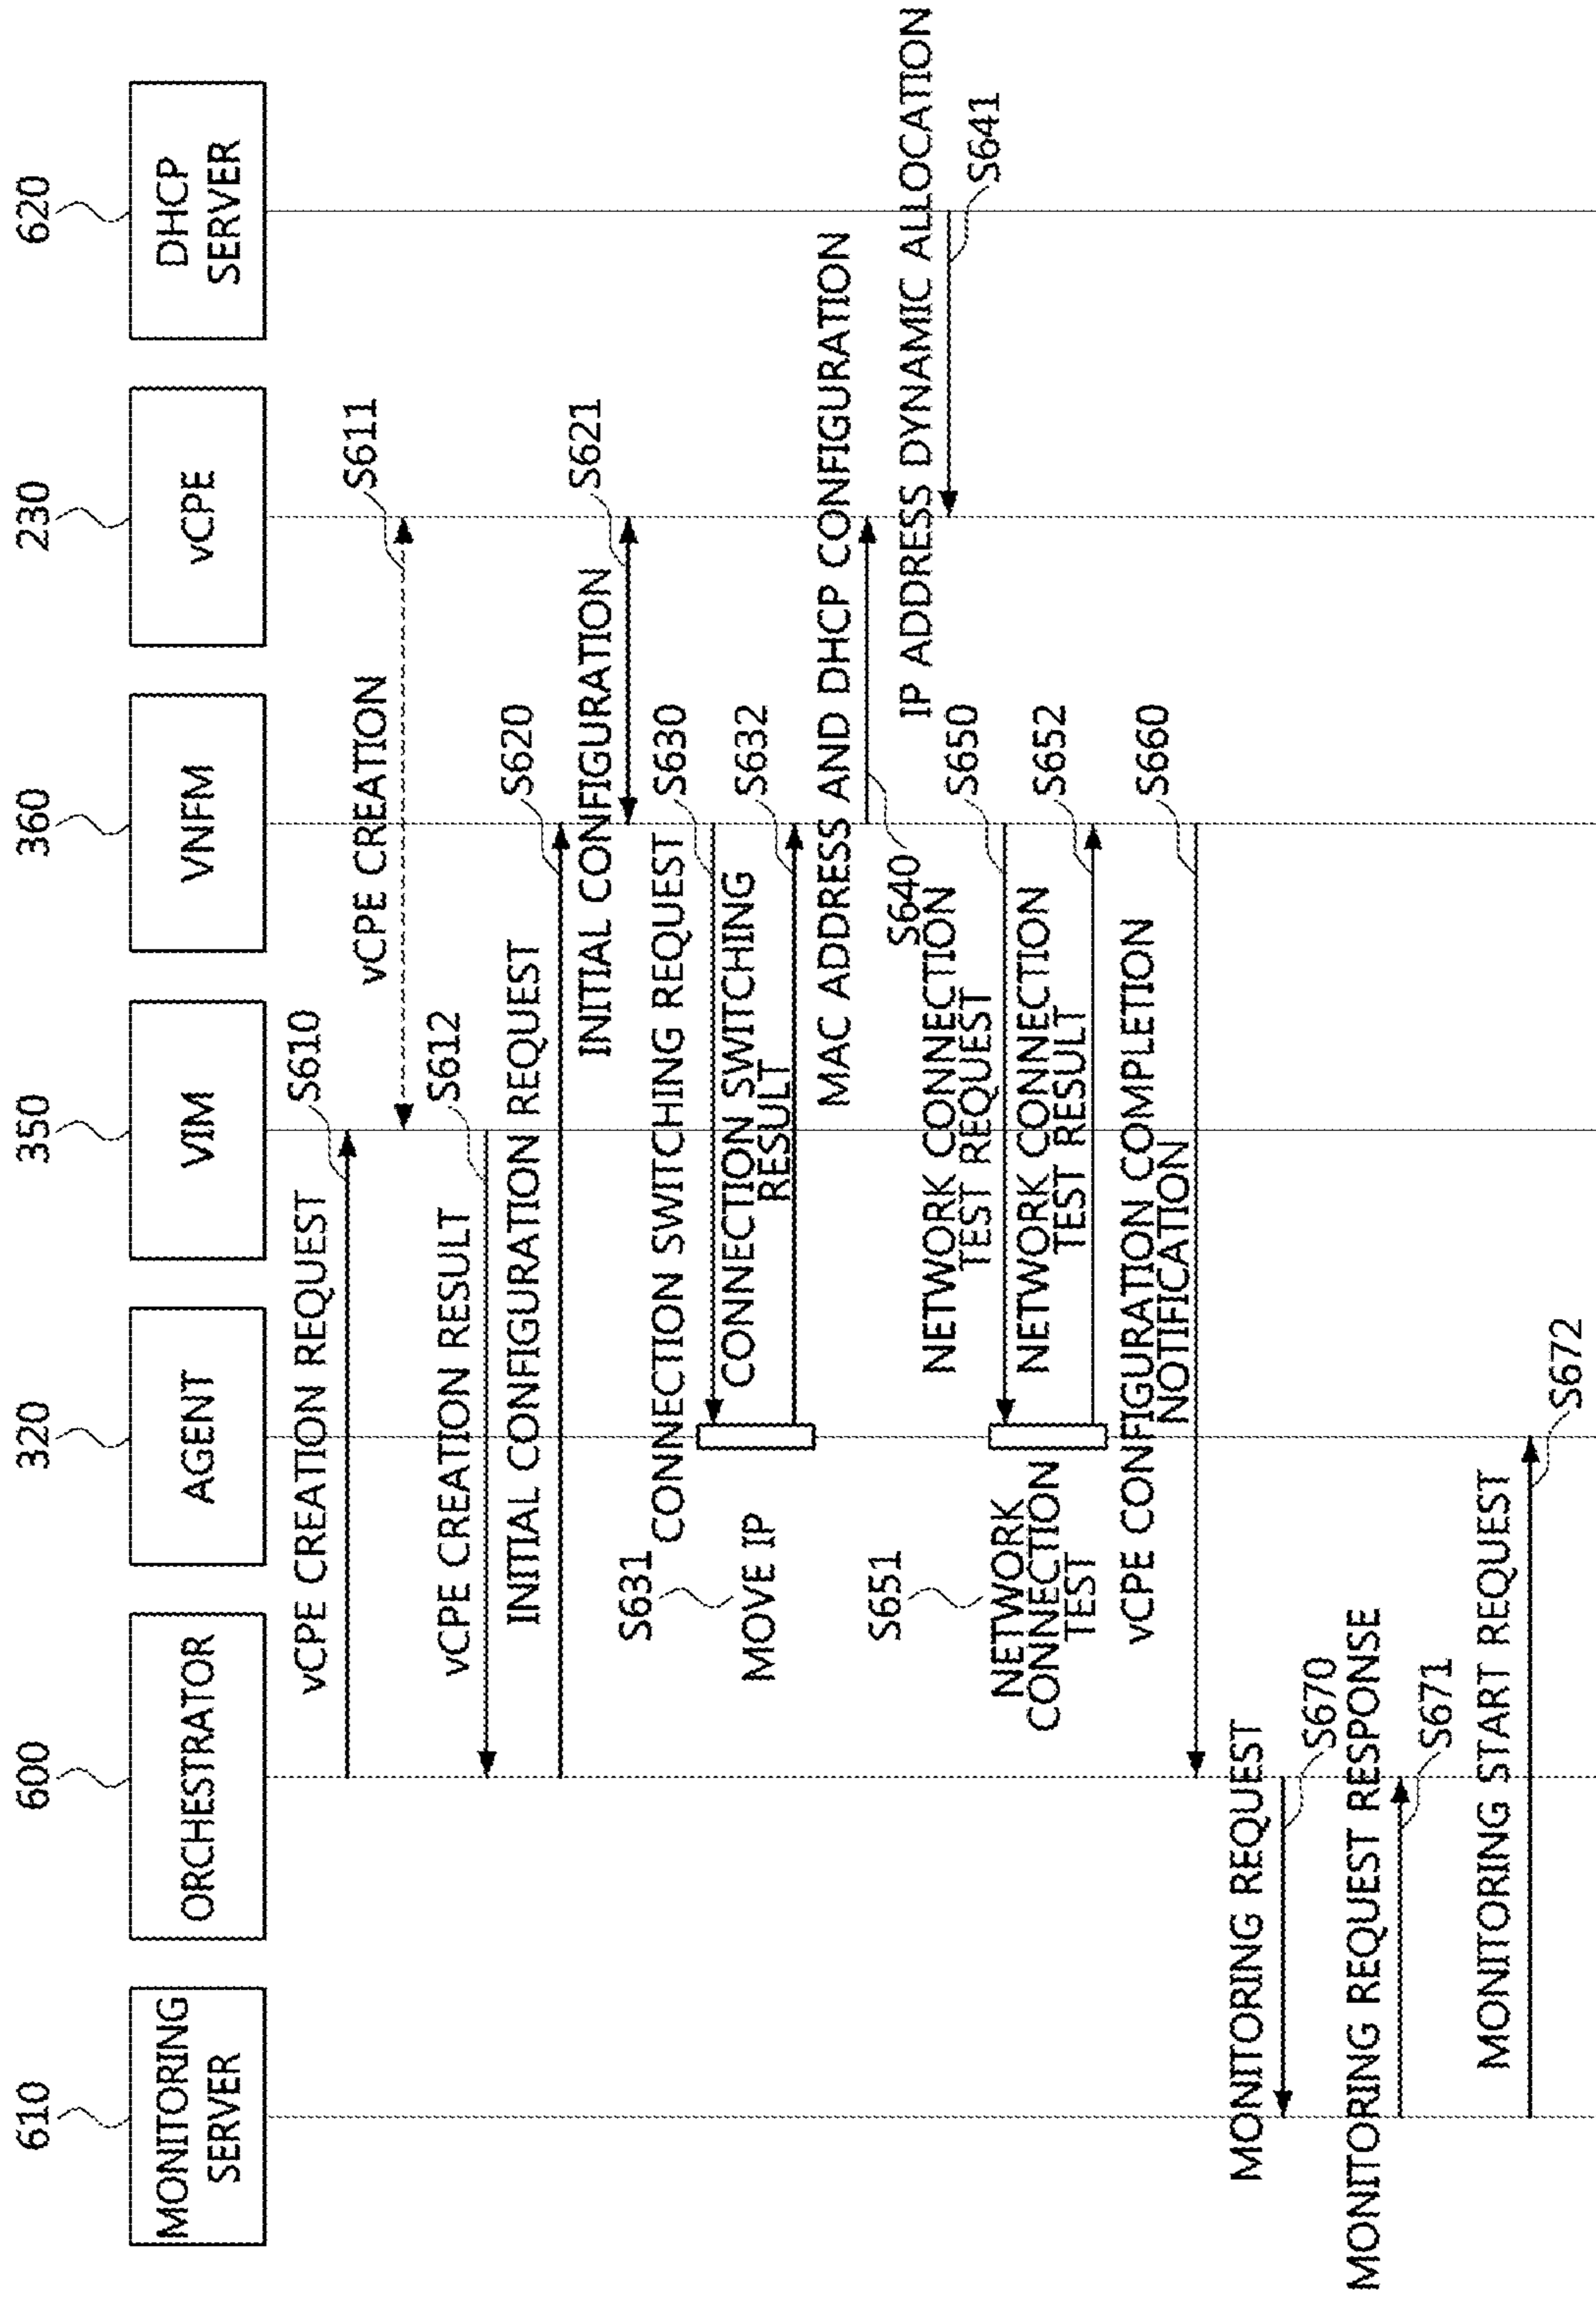 610
600
320
350
360
230
620
MONITORING
SERVER
ORCHESTRATOR
AGENT
VIM
VNFM
vCPE
DHCP
SERVER
vCPE CREATION REQUEST
S610
vCPE CREATION
S611
vCPE CREATION RESULT
S612
INITIAL CONFIGURATION REQUEST
S620
INITIAL CONFIGURATION
S621
CONNECTION SWITCHING REQUEST
S630
S631
MOVE IP
CONNECTION SWITCHING
RESULT
S632
MAC ADDRESS AND DHCP CONFIGURATION
S640
IP ADDRESS DYNAMIC ALLOCATION
S641
NETWORK CONNECTION
TEST REQUEST
S650
S651
NETWORK
CONNECTION
TEST
NETWORK CONNECTION
TEST RESULT
S652
vCPE CONFIGURATION COMPLETION
NOTIFICATION
S660
MONITORING REQUEST
S670
MONITORING REQUEST RESPONSE
S671
MONITORING START REQUEST
S672